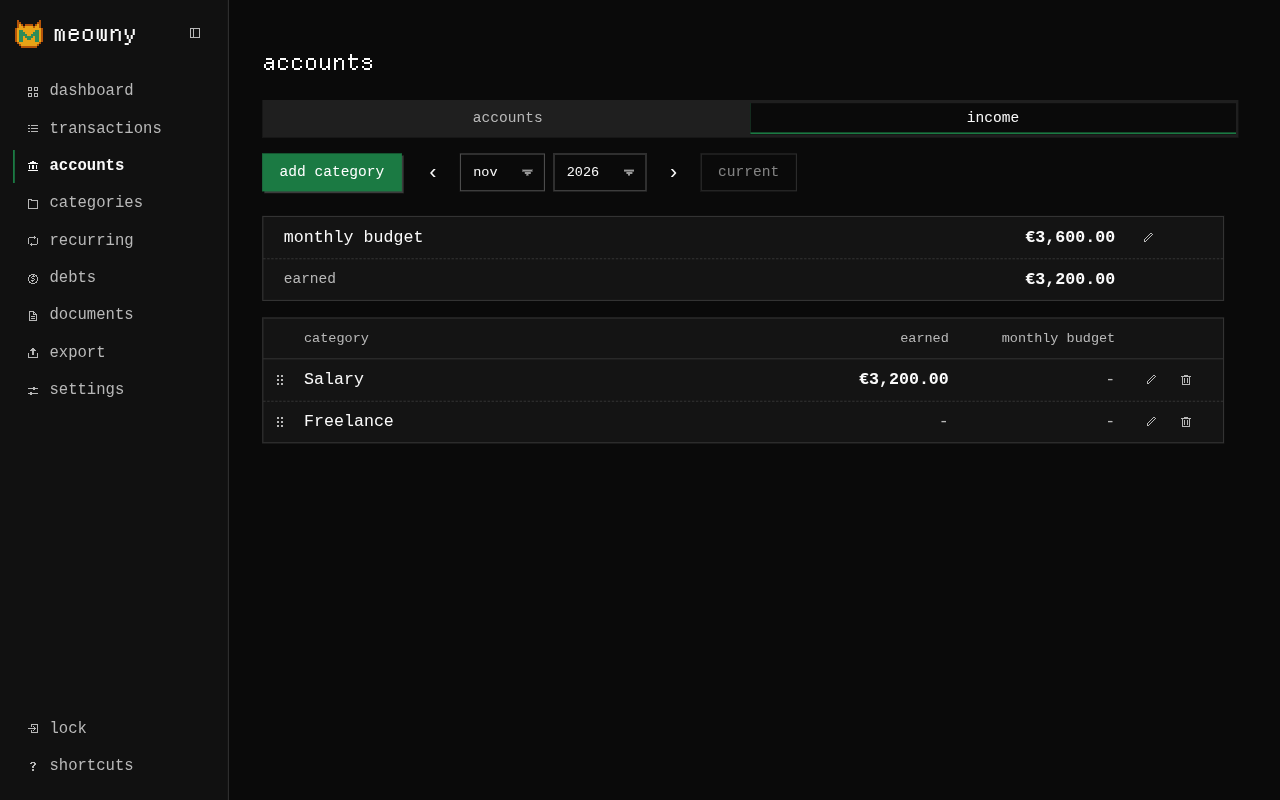 meowny
dashboard
transactions
accounts
categories
recurring
debts
documents
export
settings
lock
? shortcuts
accounts
accounts income
add category ‹ nov 2026 › current
monthly budget €3,600.00
earned €3,200.00
category earned monthly budget
Salary €3,200.00 -
Freelance - -